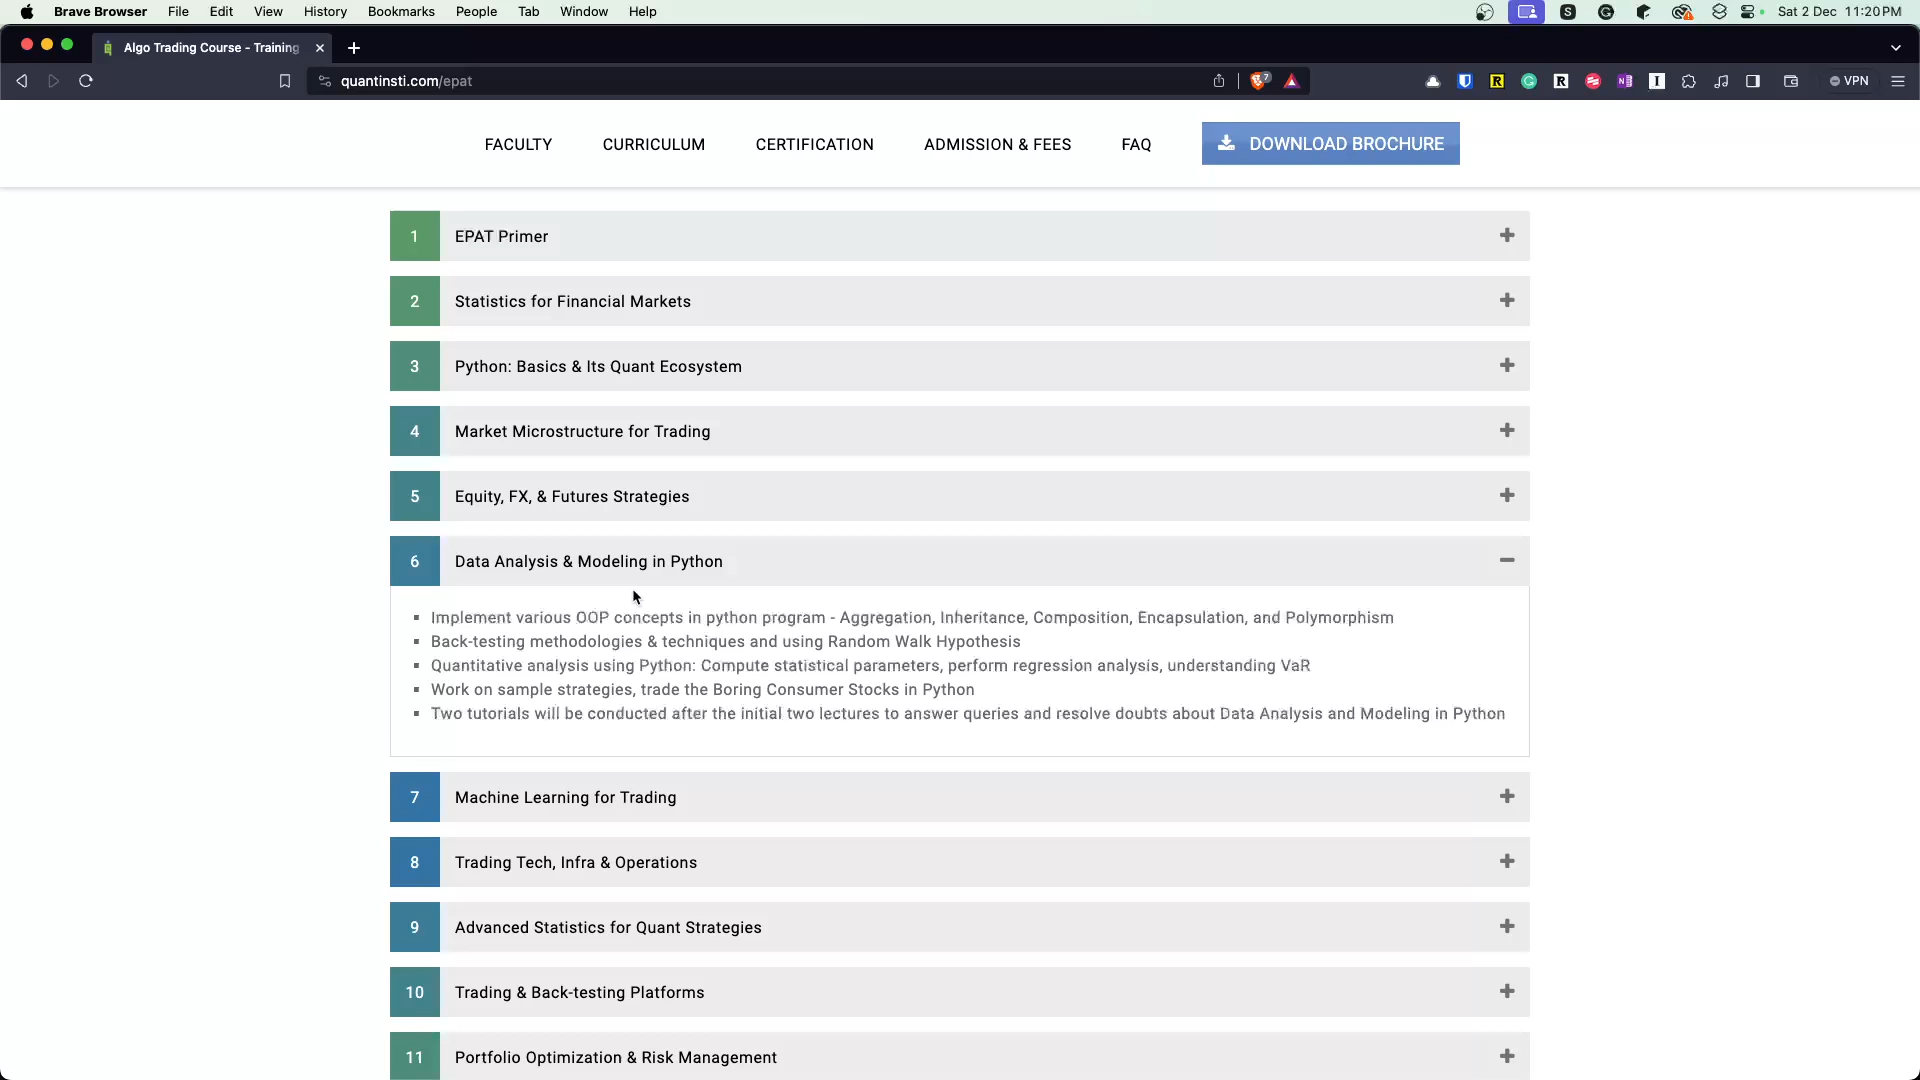 Brave Browser File Edit View History Bookmarks People Tab Window Help Sat 2 Dec 11:20 PM
Algo Trading Course - Training
quantinsti.com/epat
7
VPN
FACULTY CURRICULUM CERTIFICATION ADMISSION & FEES FAQ DOWNLOAD BROCHURE
1 EPAT Primer
2 Statistics for Financial Markets
3 Python: Basics & Its Quant Ecosystem
4 Market Microstructure for Trading
5 Equity, FX, & Futures Strategies
6 Data Analysis & Modeling in Python
Implement various OOP concepts in python program - Aggregation, Inheritance, Composition, Encapsulation, and Polymorphism
Back-testing methodologies & techniques and using Random Walk Hypothesis
Quantitative analysis using Python: Compute statistical parameters, perform regression analysis, understanding VaR
Work on sample strategies, trade the Boring Consumer Stocks in Python
Two tutorials will be conducted after the initial two lectures to answer queries and resolve doubts about Data Analysis and Modeling in Python
7 Machine Learning for Trading
8 Trading Tech, Infra & Operations
9 Advanced Statistics for Quant Strategies
10 Trading & Back-testing Platforms
11 Portfolio Optimization & Risk Management